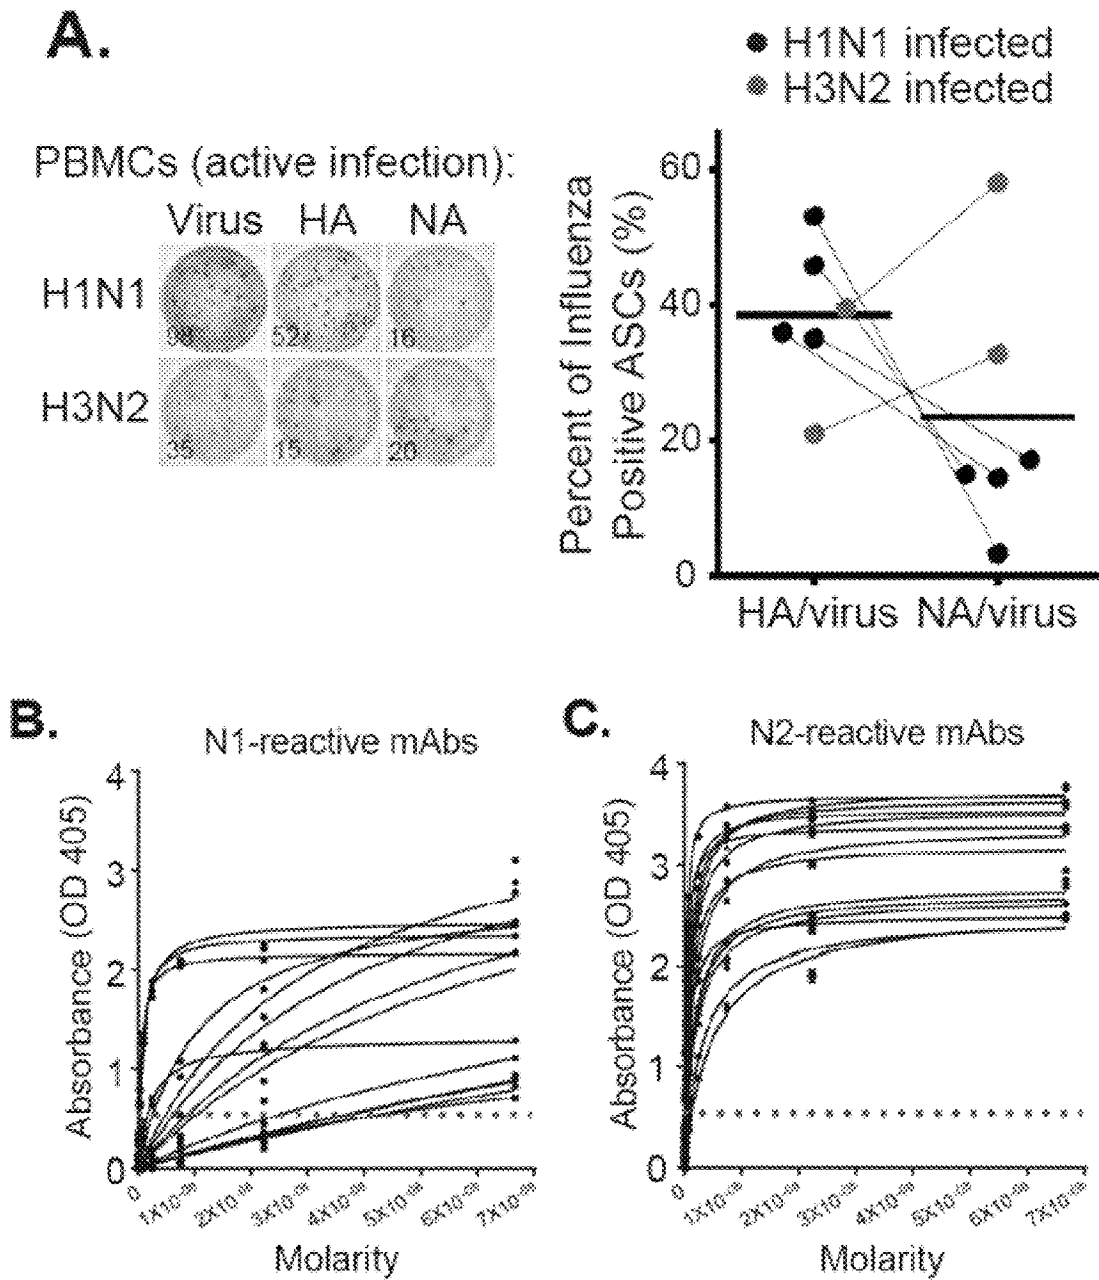 A.
H1N1 infected
H3N2 infected
PBMCs (active infection):
Virus HA NA
H1N1
52
16
H3N2
35
15
20
Percent of Influenza
Positive ASCs (%)
60
40
20
0
HA/virus NA/virus
B.
N1-reactive mAbs
Absorbance (OD 405)
4
3
2
1
0
0
Molarity
C.
N2-reactive mAbs
Absorbance (OD 405)
4
3
2
1
0
0
Molarity